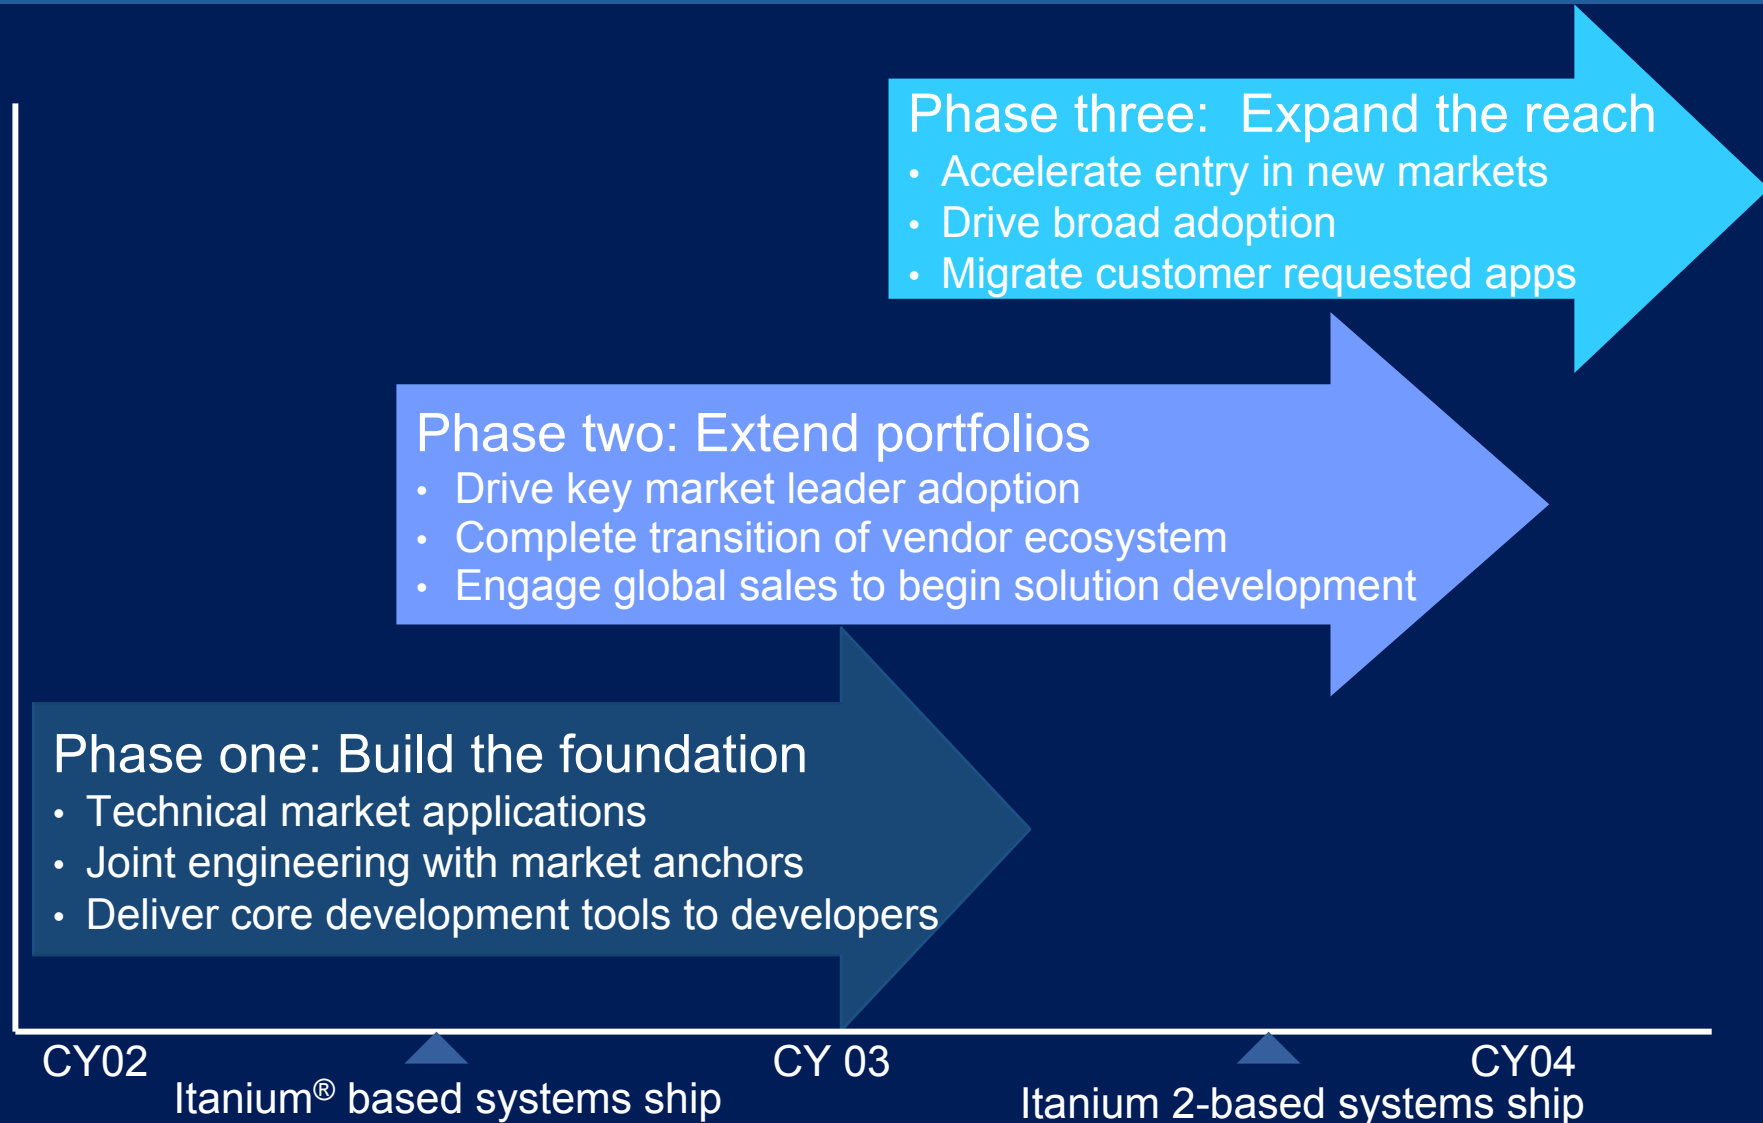 Phase three:  Expand the reach
• Accelerate entry in new markets
• Drive broad adoption
• Migrate customer requested apps
Phase two: Extend portfolios
• Drive key market leader adoption
• Complete transition of vendor ecosystem
• Engage global sales to begin solution development
Phase one: Build the foundation
• Technical market applications
• Joint engineering with market anchors
• Deliver core development tools to developers
CY02
CY 03
CY04
Itanium® based systems ship
Itanium 2-based systems ship